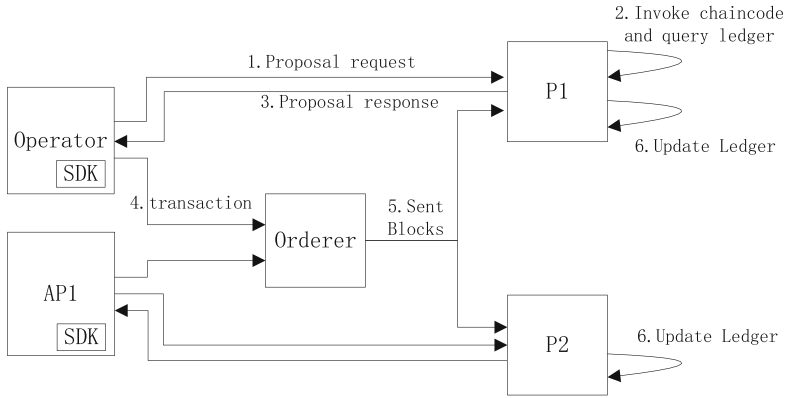 2.Invoke chaincode
and query ledger
1.Proposal request
P1
3.Proposal response
Operator
SDK
6.Update Ledger
4.transaction
5.Sent
Blocks
Orderer
AP1
SDK
P2
6.Update Ledger